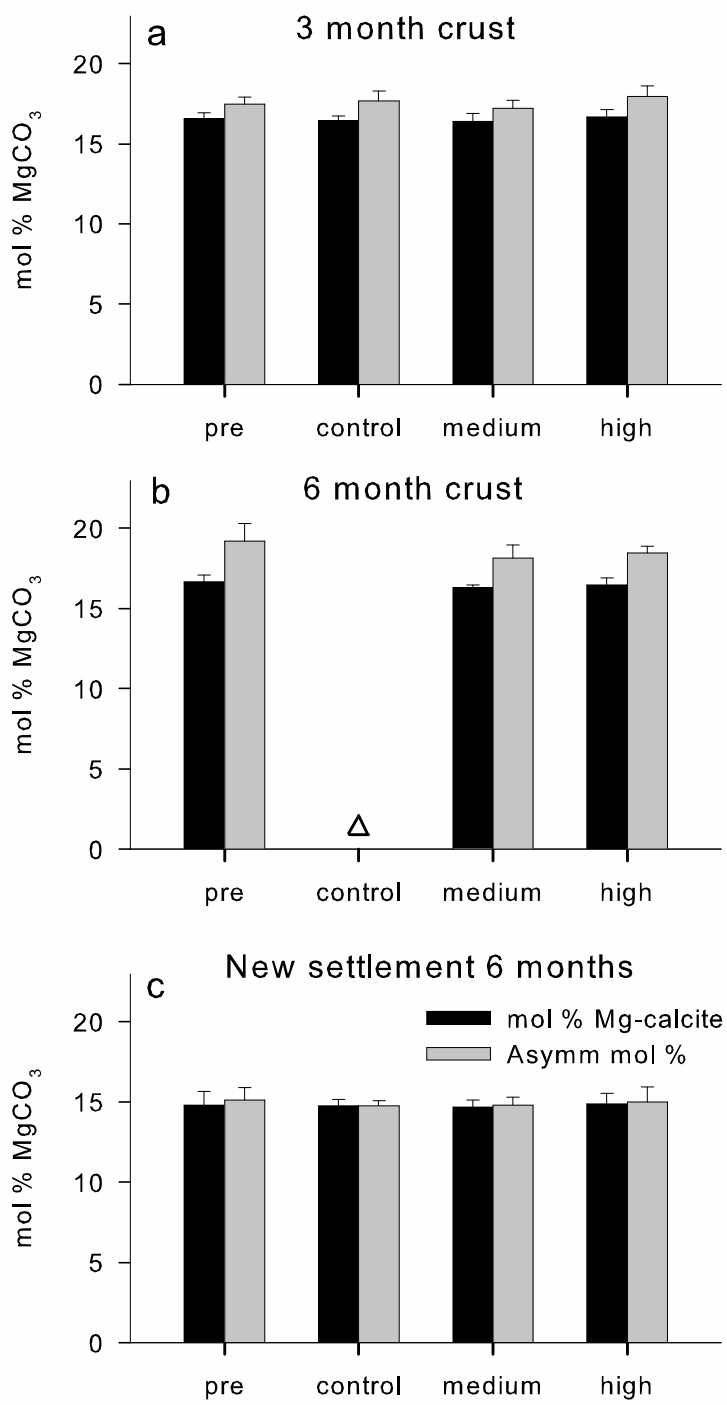 a 3 month crust
mol % MgCO₃
20
15
10
5
0
pre control medium high
b 6 month crust
mol % MgCO₃
20
15
10
5
0
Δ
pre control medium high
c New settlement 6 months
mol % MgCO₃
mol % Mg-calcite
Asymm mol %
20
15
10
5
0
pre control medium high